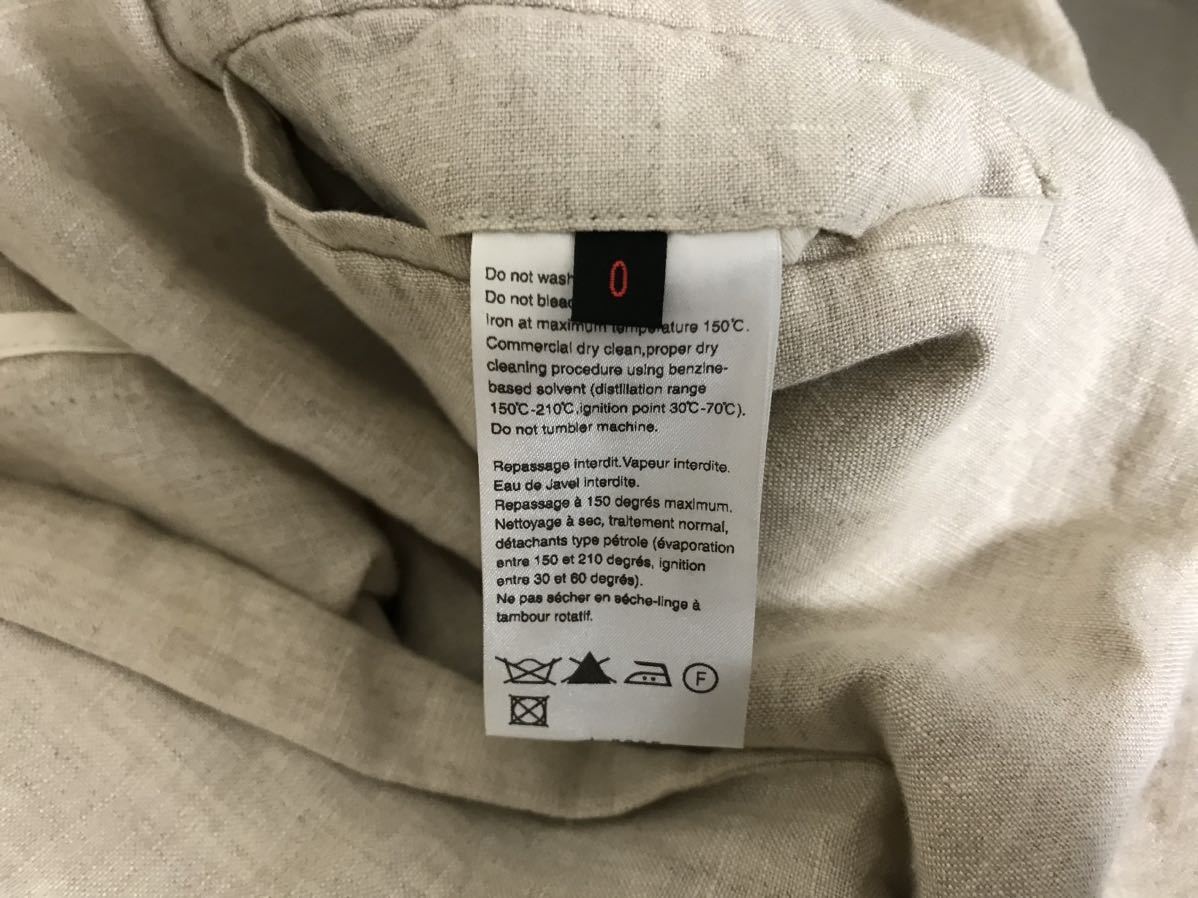 0
Do not wash
Do not bleac
Iron at maximum temperature 150℃.
Commercial dry clean,proper dry
cleaning procedure using benzine-
based solvent (distillation range
150℃-210℃,ignition point 30℃-70℃).
Do not tumbler machine.
Repassage interdit.Vapeur interdite.
Eau de Javel interdite.
Repassage à 150 degrés maximum.
Nettoyage à sec, traitement normal,
détachants type pétrole (évaporation
entre 150 et 210 degrés, ignition
entre 30 et 60 degrés).
Ne pas sécher en séche-linge à
tambour rotatif.
F